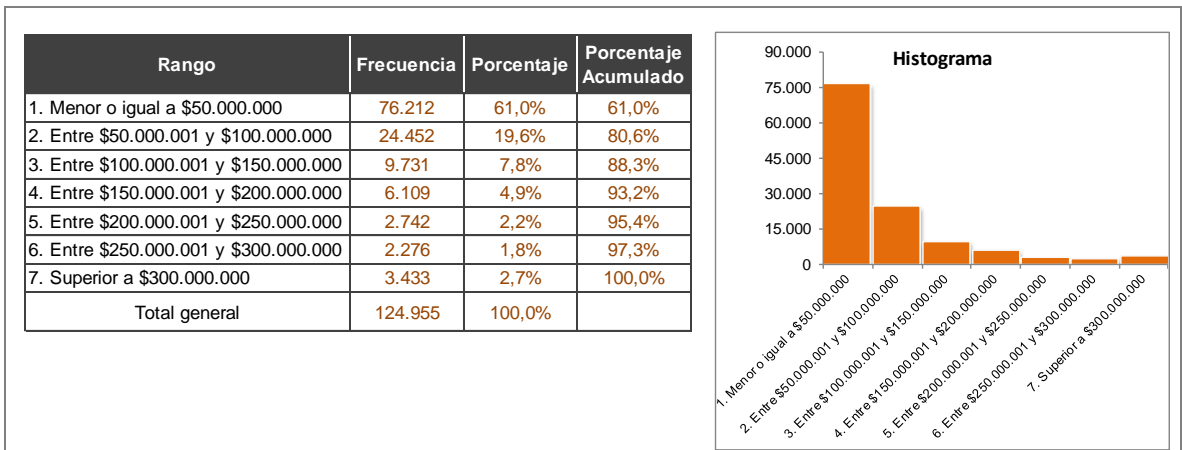 Rango Frecuencia Porcentaje Porcentaje Acumulado
1. Menor o igual a $50.000.000 76.212 61,0% 61,0%
2. Entre $50.000.001 y $100.000.000 24.452 19,6% 80,6%
3. Entre $100.000.001 y $150.000.000 9.731 7,8% 88,3%
4. Entre $150.000.001 y $200.000.000 6.109 4,9% 93,2%
5. Entre $200.000.001 y $250.000.000 2.742 2,2% 95,4%
6. Entre $250.000.001 y $300.000.000 2.276 1,8% 97,3%
7. Superior a $300.000.000 3.433 2,7% 100,0%
Total general 124.955 100,0%
Histograma
90.000
75.000
60.000
45.000
30.000
15.000
0
1. Menor o igual a $50.000.000
2. Entre $50.000.001 y $100.000.000
3. Entre $100.000.001 y $150.000.000
4. Entre $150.000.001 y $200.000.000
5. Entre $200.000.001 y $250.000.000
6. Entre $250.000.001 y $300.000.000
7. Superior a $300.000.000